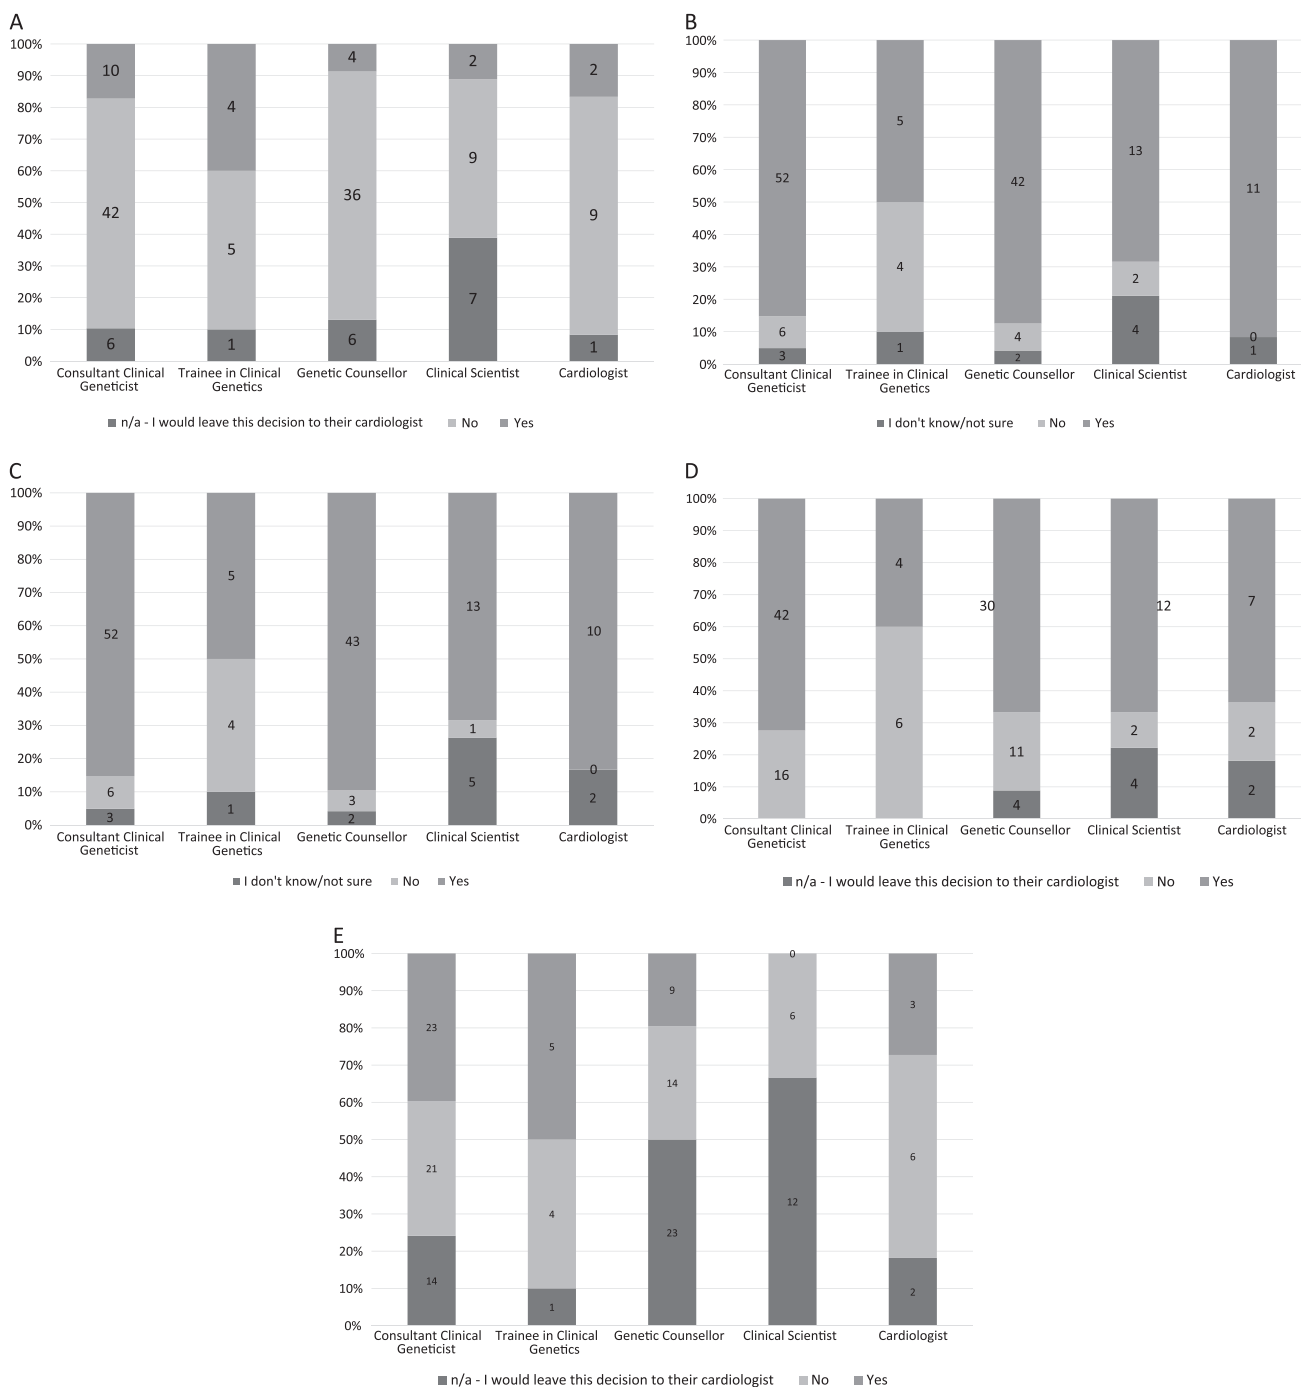 A
100%
90%
80%
70%
60%
50%
40%
30%
20%
10%
0%
10
42
6
4
5
1
4
36
6
2
9
7
2
9
1
Consultant Clinical
Geneticist
Trainee in Clinical
Genetics
Genetic Counsellor
Clinical Scientist
Cardiologist
n/a - I would leave this decision to their cardiologist No Yes
B
100%
90%
80%
70%
60%
50%
40%
30%
20%
10%
0%
52
6
3
5
4
1
42
4
2
13
2
4
11
0
1
Consultant Clinical
Geneticist
Trainee in Clinical
Genetics
Genetic Counsellor
Clinical Scientist
Cardiologist
I don't know/not sure No Yes
C
100%
90%
80%
70%
60%
50%
40%
30%
20%
10%
0%
52
6
3
5
4
1
43
3
2
13
1
5
10
0
2
Consultant Clinical
Geneticist
Trainee in Clinical
Genetics
Genetic Counsellor
Clinical Scientist
Cardiologist
I don't know/not sure No Yes
D
100%
90%
80%
70%
60%
50%
40%
30%
20%
10%
0%
42
16
4
6
30
11
4
12
2
4
7
2
2
Consultant Clinical
Geneticist
Trainee in Clinical
Genetics
Genetic Counsellor
Clinical Scientist
Cardiologist
n/a - I would leave this decision to their cardiologist No Yes
E
100%
90%
80%
70%
60%
50%
40%
30%
20%
10%
0%
23
21
14
5
4
1
9
14
23
0
6
12
3
6
2
Consultant Clinical
Geneticist
Trainee in Clinical
Genetics
Genetic Counsellor
Clinical Scientist
Cardiologist
n/a - I would leave this decision to their cardiologist No Yes